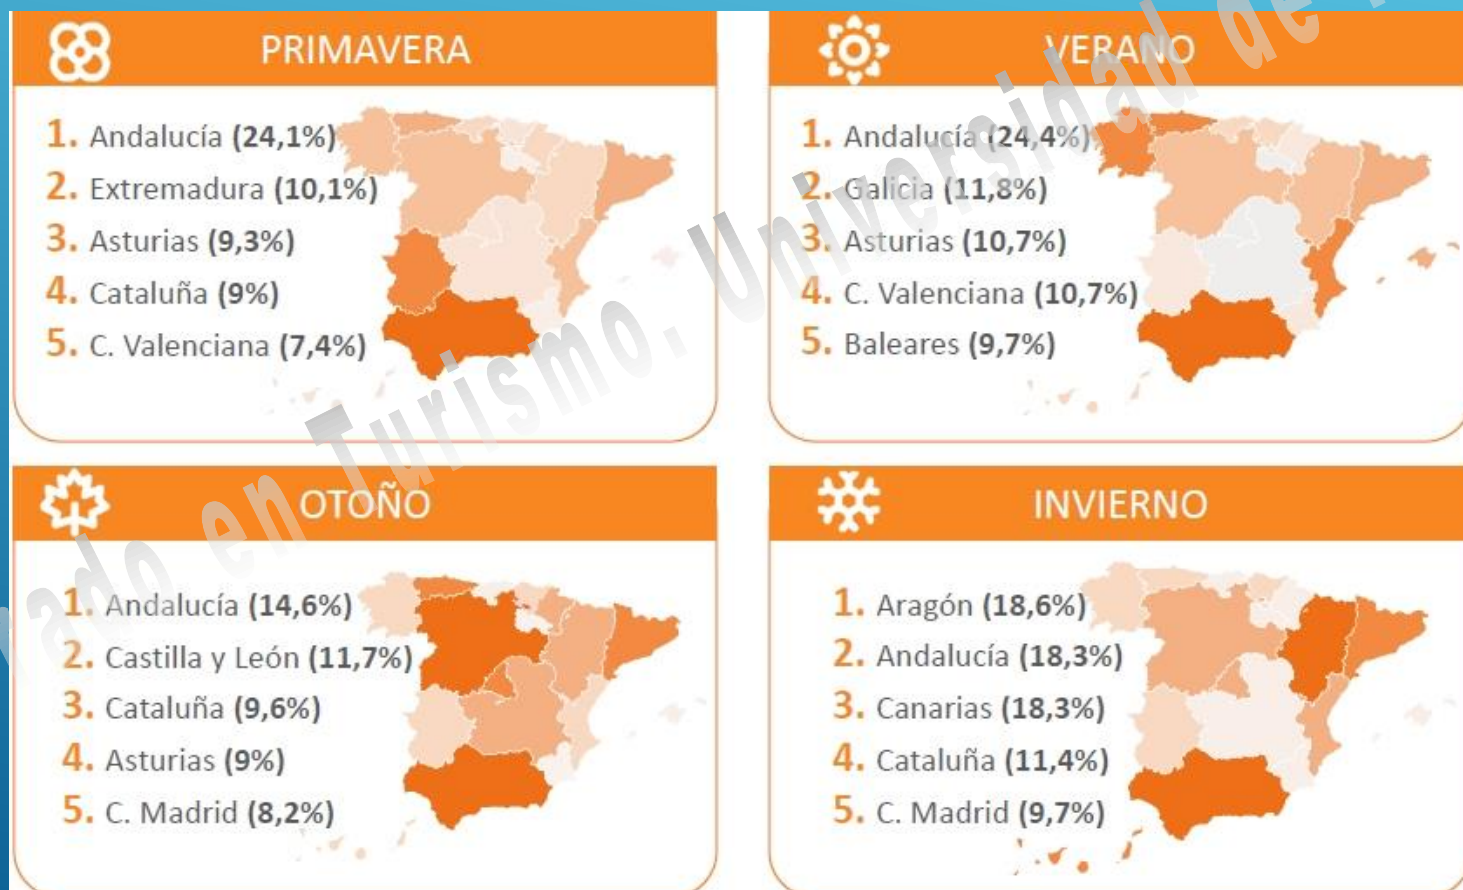 PRIMAVERA
1. Andalucía (24,1%)
2. Extremadura (10,1%)
3. Asturias (9,3%)
4. Cataluña (9%)
5. C. Valenciana (7,4%)
VERANO
1. Andalucía (24,4%)
2. Galicia (11,8%)
3. Asturias (10,7%)
4. C. Valenciana (10,7%)
5. Baleares (9,7%)
OTOÑO
1. Andalucía (14,6%)
2. Castilla y León (11,7%)
3. Cataluña (9,6%)
4. Asturias (9%)
5. C. Madrid (8,2%)
INVIERNO
1. Aragón (18,6%)
2. Andalucía (18,3%)
3. Canarias (18,3%)
4. Cataluña (11,4%)
5. C. Madrid (9,7%)
en Turismo. Universidad de